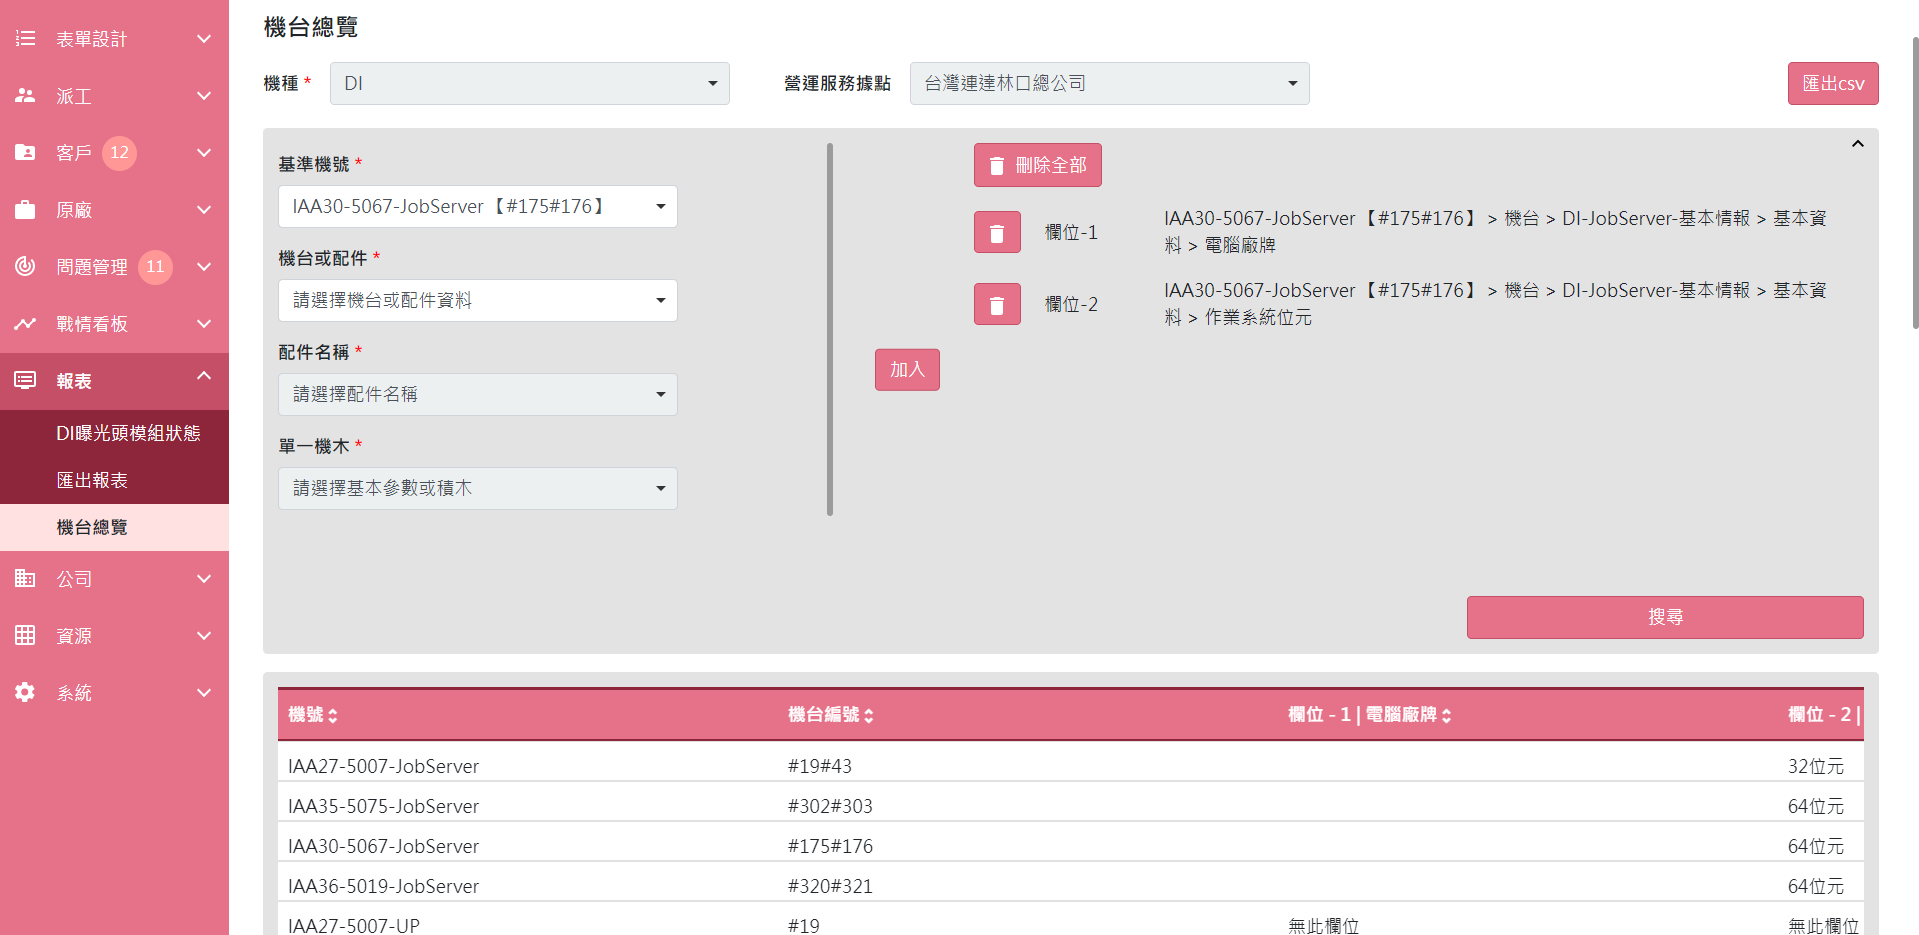 表單設計
派工
客戶 12
原廠
問題管理 11
戰情看板
報表
DI曝光頭模組狀態
匯出報表
機台總覽
公司
資源
系統
機台總覽
機種 * DI 營運服務據點 台灣連達林口總公司 匯出csv
基準機號 *
IAA30-5067-JobServer【#175#176】
機台或配件 *
請選擇機台或配件資料
配件名稱 *
請選擇配件名稱
單一機木 *
請選擇基本參數或積木
加入
刪除全部
欄位-1 IAA30-5067-JobServer【#175#176】 > 機台 > DI-JobServer-基本情報 > 基本資
料 > 電腦廠牌
欄位-2 IAA30-5067-JobServer【#175#176】 > 機台 > DI-JobServer-基本情報 > 基本資
料 > 作業系統位元
搜尋
機號 機台編號 欄位 - 1 | 電腦廠牌 欄位 - 2 |
IAA27-5007-JobServer #19#43 32位元
IAA35-5075-JobServer #302#303 64位元
IAA30-5067-JobServer #175#176 64位元
IAA36-5019-JobServer #320#321 64位元
IAA27-5007-UP #19 無此欄位 無此欄位